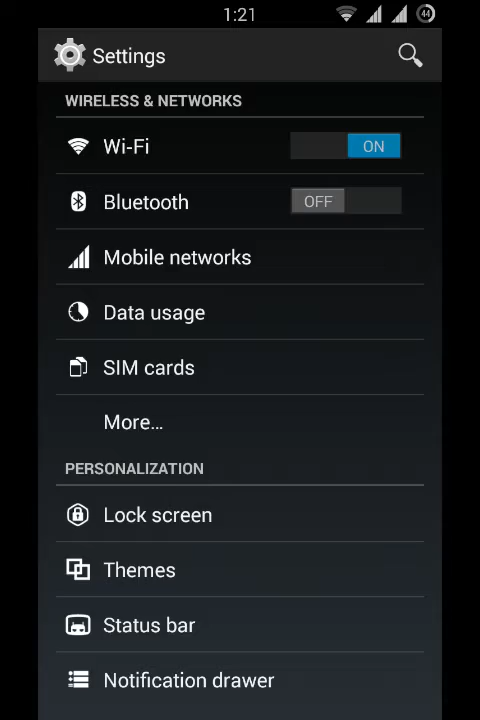 1:21
44
Settings
WIRELESS & NETWORKS
Wi-Fi
ON
Bluetooth
OFF
Mobile networks
Data usage
SIM cards
More...
PERSONALIZATION
Lock screen
Themes
Status bar
Notification drawer